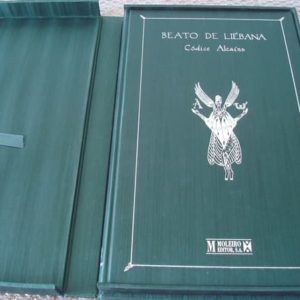 BEATO DE LIÉBANA
Códice Alcaíns
A ω
M MOLEIRO
EDITOR, S.A.